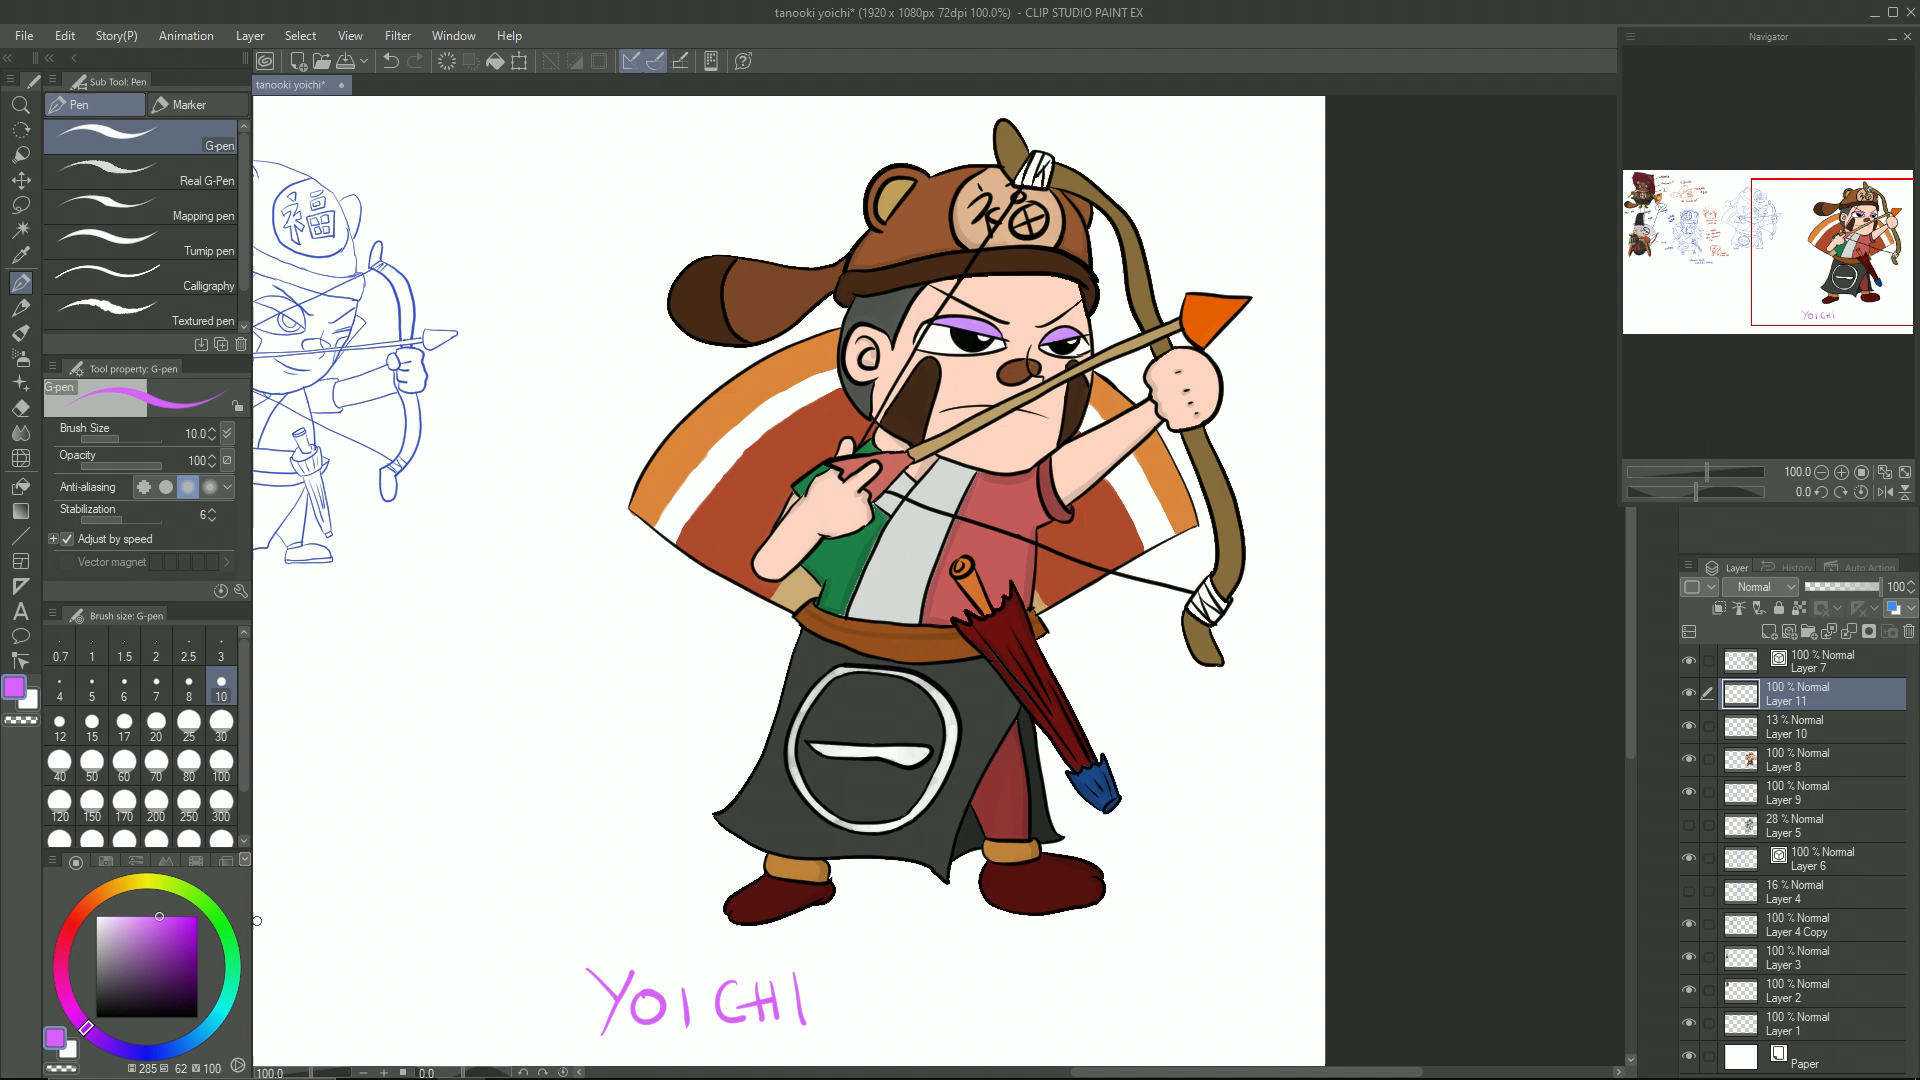 tanooki yoichi* (1920 x 1080px 72dpi 100.0%) - CLIP STUDIO PAINT EX
File Edit Story(P) Animation Layer Select View Filter Window Help
Navigator
Sub Tool: Pen
tanooki yoichi*
Pen Marker
G-pen
Real G-Pen
Mapping pen
Turnip pen
Calligraphy
Textured pen
Tool property: G-pen
G-pen
Brush Size 10.0
Opacity 100
Anti-aliasing
Stabilization 6
Adjust by speed
Vector magnet
Brush size: G-pen
0.7 1 1.5 2 2.5 3
4 5 6 7 8 10
12 15 17 20 25 30
40 50 60 70 80 100
120 150 170 200 250 300
285 62 100
福
YOICHI
100.0 0.0
YOICHI
100.0
0.0
Layer History Auto Action
Normal 100
100 % Normal
Layer 7
100 % Normal
Layer 11
13 % Normal
Layer 10
100 % Normal
Layer 8
100 % Normal
Layer 9
28 % Normal
Layer 5
100 % Normal
Layer 6
16 % Normal
Layer 4
100 % Normal
Layer 4 Copy
100 % Normal
Layer 3
100 % Normal
Layer 2
100 % Normal
Layer 1
Paper